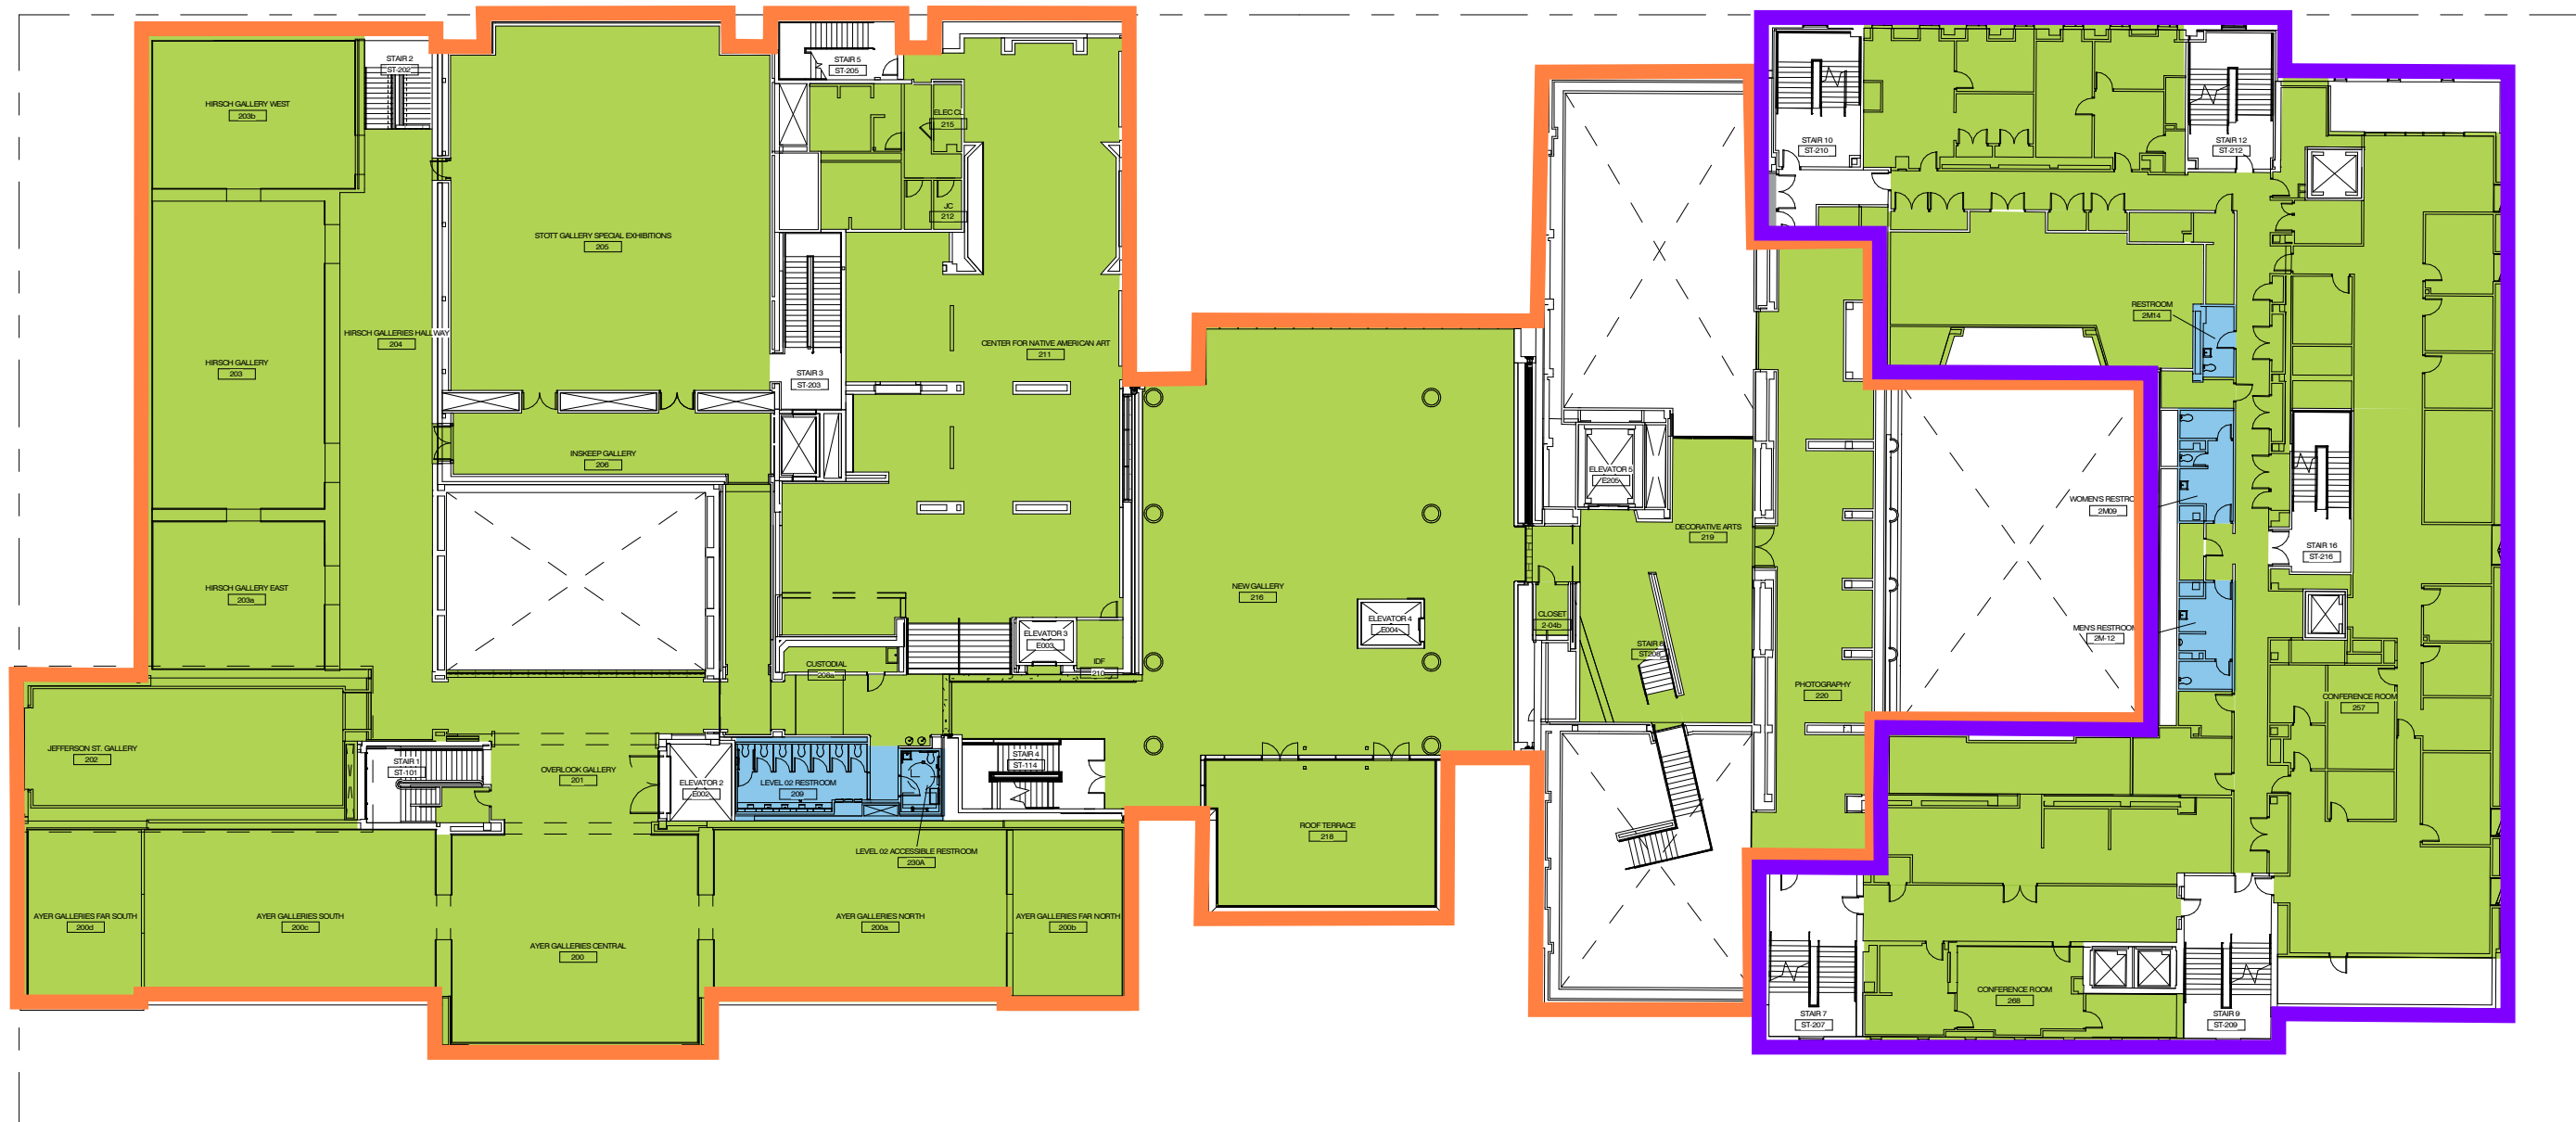 STAIR 2
ST-202
HIRSCH GALLERY WEST
203b
STAIR 5
ST-205
ELEC CL
215
JC
212
STOTT GALLERY SPECIAL EXHIBITIONS
205
HIRSCH GALLERIES HALLWAY
204
HIRSCH GALLERY
203
STAIR 3
ST-203
CENTER FOR NATIVE AMERICAN ART
211
INSKEEP GALLERY
206
HIRSCH GALLERY EAST
203a
ELEVATOR 3
E003
IDF
210
CUSTODIAL
208a
JEFFERSON ST. GALLERY
202
STAIR 1
ST-101
OVERLOOK GALLERY
201
ELEVATOR 2
E002
LEVEL 02 RESTROOM
209
STAIR 4
ST-114
LEVEL 02 ACCESSIBLE RESTROOM
230A
AYER GALLERIES FAR SOUTH
200d
AYER GALLERIES SOUTH
200c
AYER GALLERIES CENTRAL
200
AYER GALLERIES NORTH
200a
AYER GALLERIES FAR NORTH
200b
NEW GALLERY
216
ELEVATOR 4
E004
ROOF TERRACE
218
ELEVATOR 5
E205
DECORATIVE ARTS
219
CLOSET
2-04b
PHOTOGRAPHY
220
STAIR 10
ST-210
STAIR 12
ST-212
RESTROOM
2M14
WOMEN'S RESTRO
2M09
STAIR 16
ST-216
MEN'S RESTROOM
2M-12
CONFERENCE ROOM
257
CONFERENCE ROOM
268
STAIR 7
ST-207
STAIR 9
ST-209